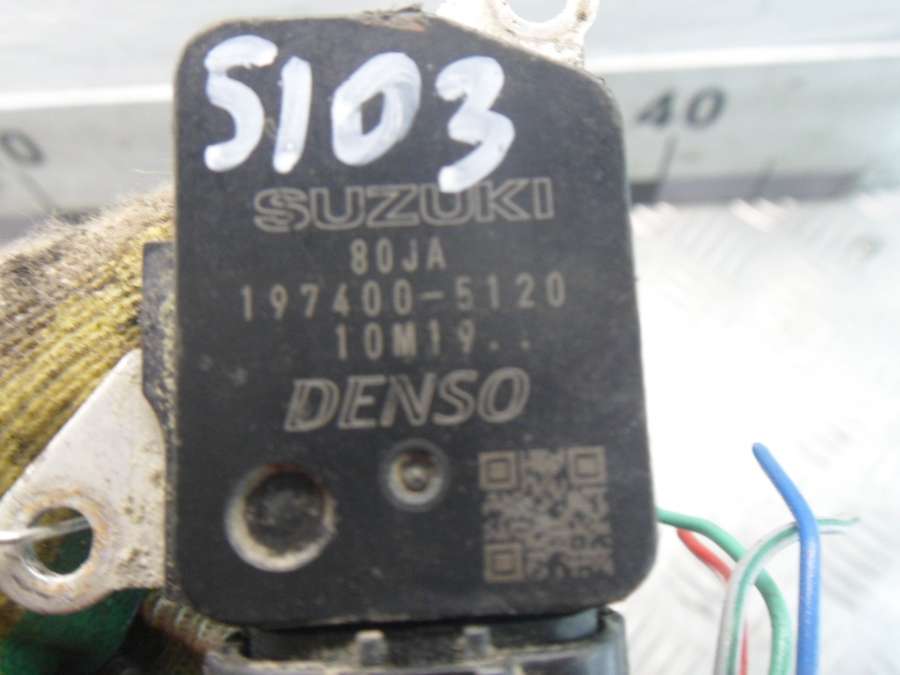 5103
40
SUZUKI
80JA
197400-5120
10M19..
DENSO